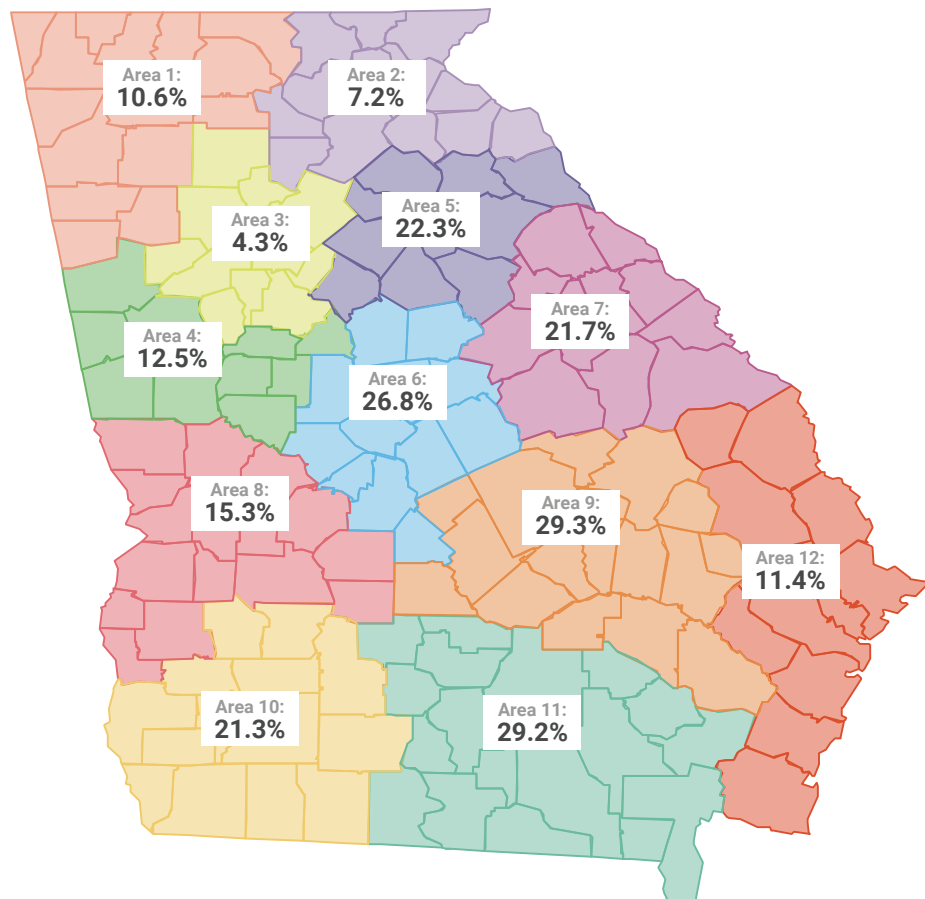 Area 1:
10.6%
Area 2:
7.2%
Area 3:
4.3%
Area 4:
12.5%
Area 5:
22.3%
Area 6:
26.8%
Area 7:
21.7%
Area 8:
15.3%
Area 9:
29.3%
Area 10:
21.3%
Area 11:
29.2%
Area 12:
11.4%